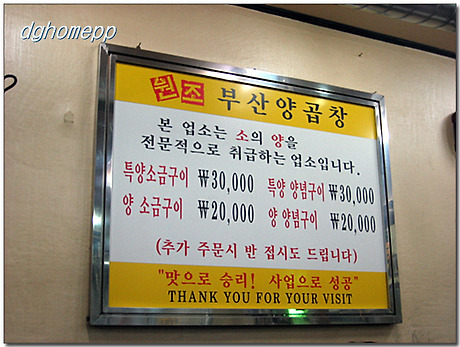 dghomepp
원조 부산양곱창
본 업소는 소의 양을
전문적으로 취급하는 업소입니다.
특양소금구이 ₩30,000 특양 양념구이 ₩30,000
양 소금구이 ₩20,000 양 양념구이 ₩20,000
(추가 주문시 반 접시도 드립니다)
"맛으로 승리! 사업으로 성공"
THANK YOU FOR YOUR VISIT